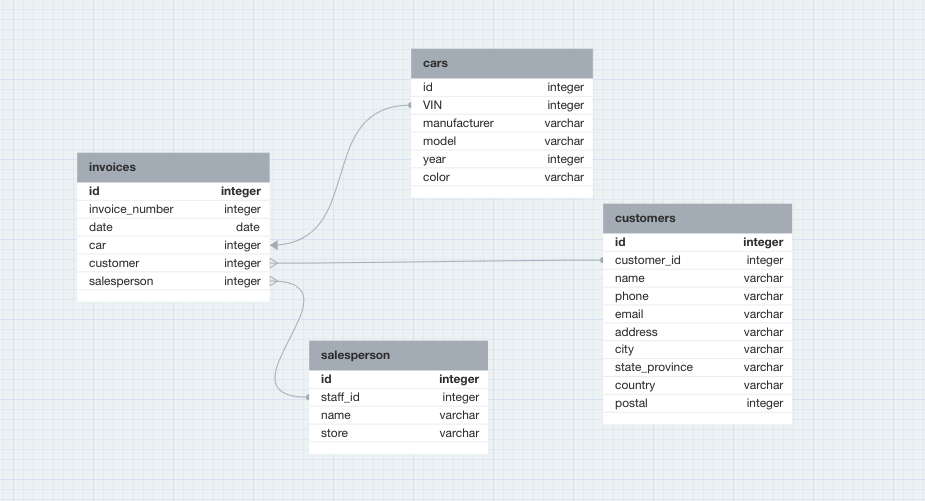 cars
id integer
VIN integer
manufacturer varchar
model varchar
year integer
color varchar
invoices
id integer
invoice_number integer
date date
car integer
customer integer
salesperson integer
customers
id integer
customer_id integer
name varchar
phone varchar
email varchar
address varchar
city varchar
state_province varchar
country varchar
postal integer
salesperson
id integer
staff_id integer
name varchar
store varchar